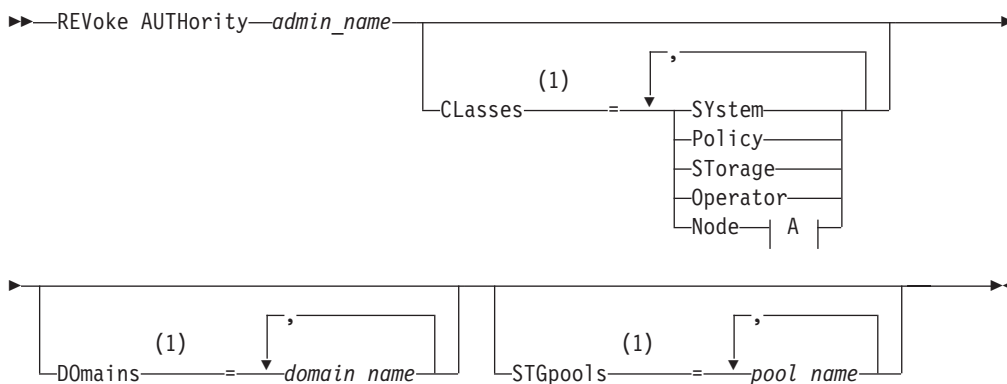 REVoke AUTHority admin_name
,
(1)
CLasses = SYstem
Policy
STorage
Operator
Node A
, ,
(1) (1)
DOmains = domain name STGpools = pool name